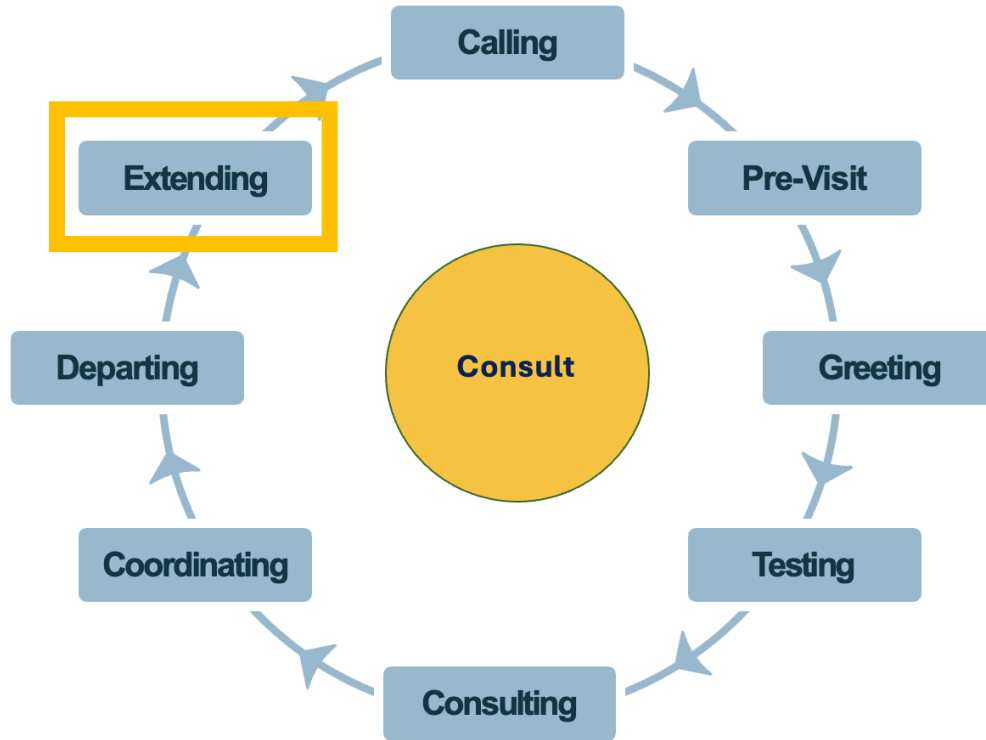 Calling
Pre-Visit
Greeting
Testing
Consulting
Coordinating
Departing
Extending
Consult